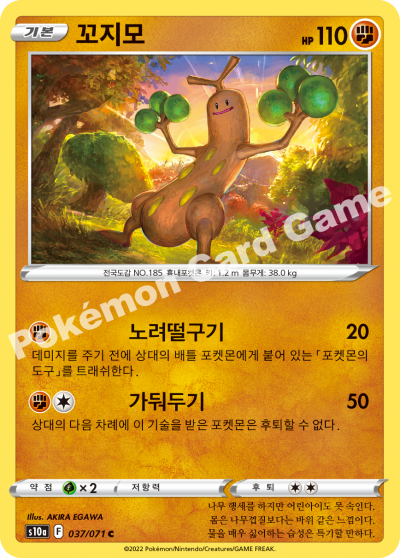 기본 꼬지모 HP 110
전국도감 NO.185 흉내포켓몬 키: 1.2 m 몸무게: 38.0 kg
Pokémon Card Game
노려떨구기 20
데미지를 주기 전에 상대의 배틀 포켓몬에게 붙어 있는 「포켓몬의
도구」를 트래쉬한다.
가둬두기 50
상대의 다음 차례에 이 기술을 받은 포켓몬은 후퇴할 수 없다.
약점 ×2 저항력 후퇴
Illus. AKIRA EGAWA
s10a F 037/071 C
나무 행세를 하지만 어린아이도 못 속인다.
몸은 나무껍질보다는 바위 같은 느낌이다.
물을 매우 싫어하는 습성은 특기할 만하다.
©2022 Pokémon/Nintendo/Creatures/GAME FREAK.